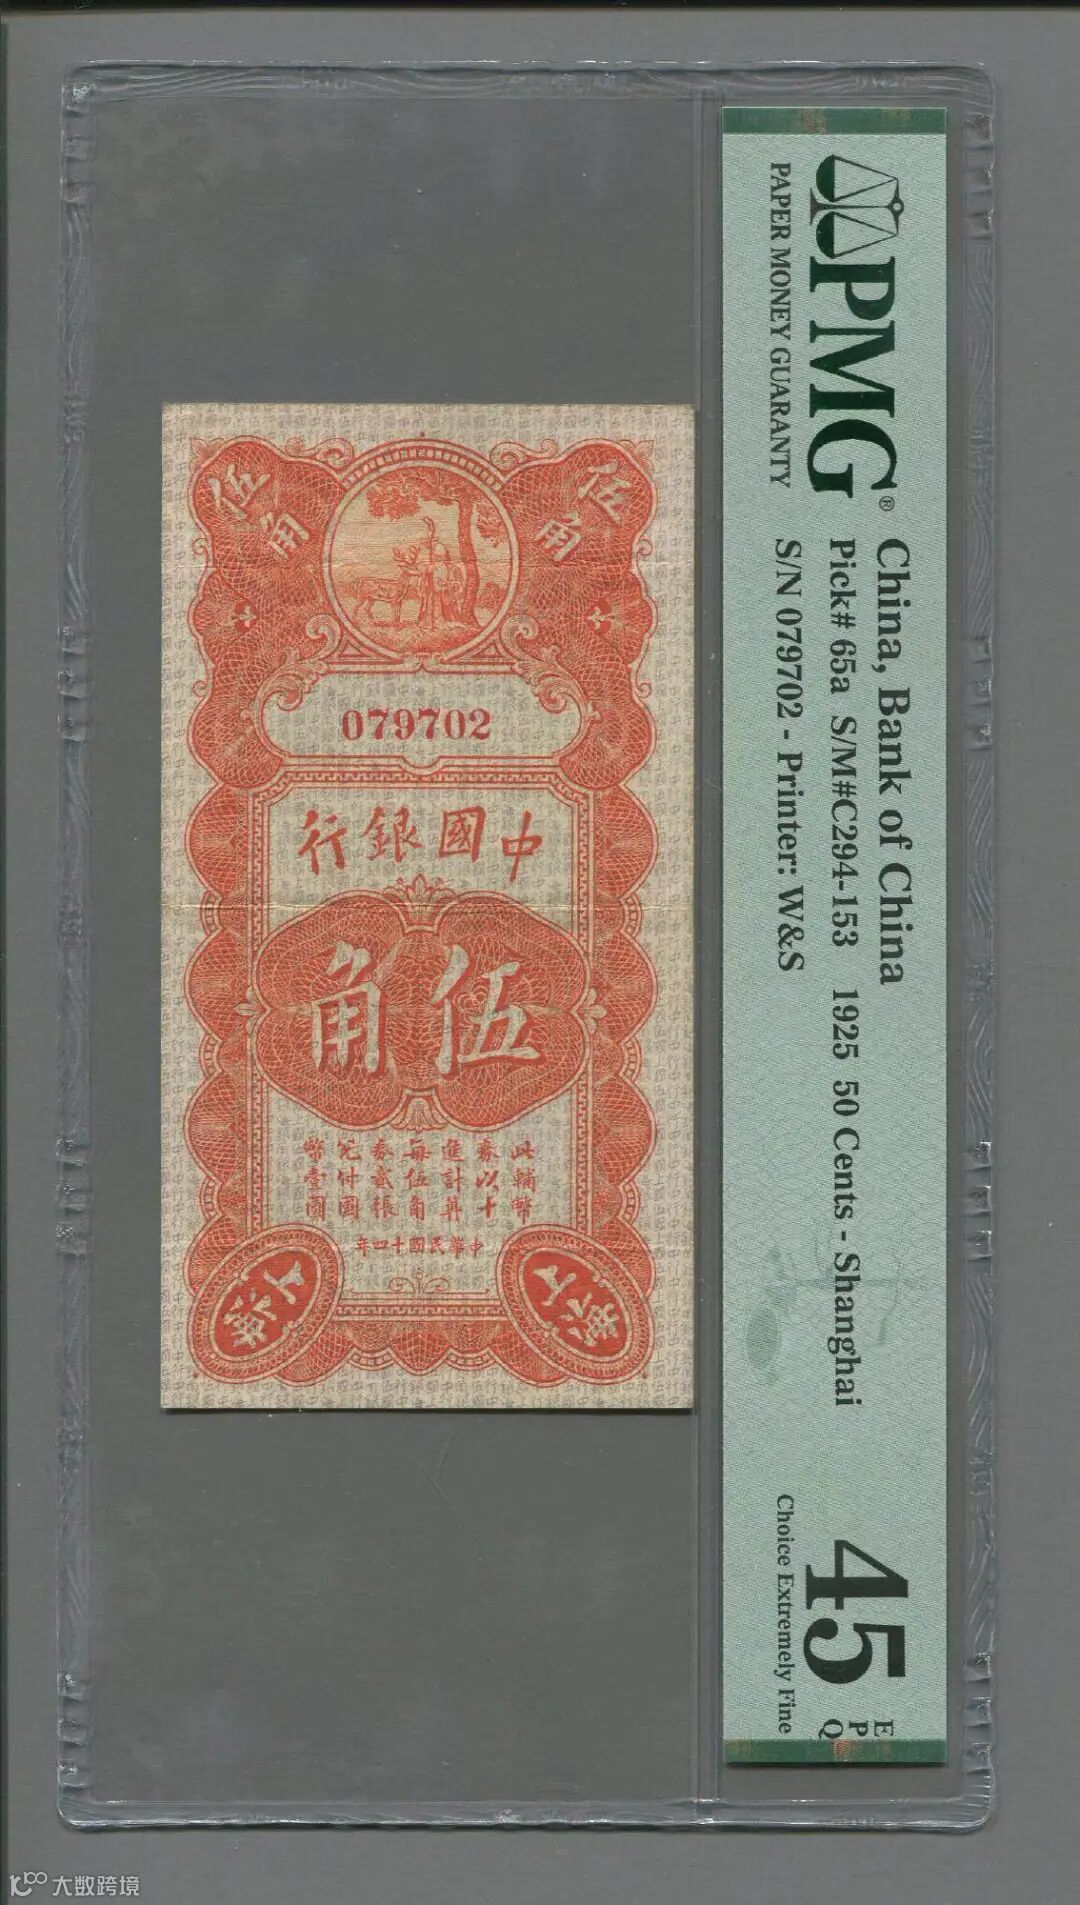 伍角
伍角
079702
中國銀行
伍角
此輔幣
券以十
進計算
每伍角
券貳張
兌付國
幣壹圓
中華民國十四年
上海
上海
PMG®
PAPER MONEY GUARANTY
China, Bank of China
Pick# 65a S/M#C294-153 1925 50 Cents - Shanghai
S/N 079702 - Printer: W&S
45
EPQ
Choice Extremely Fine
大数跨境